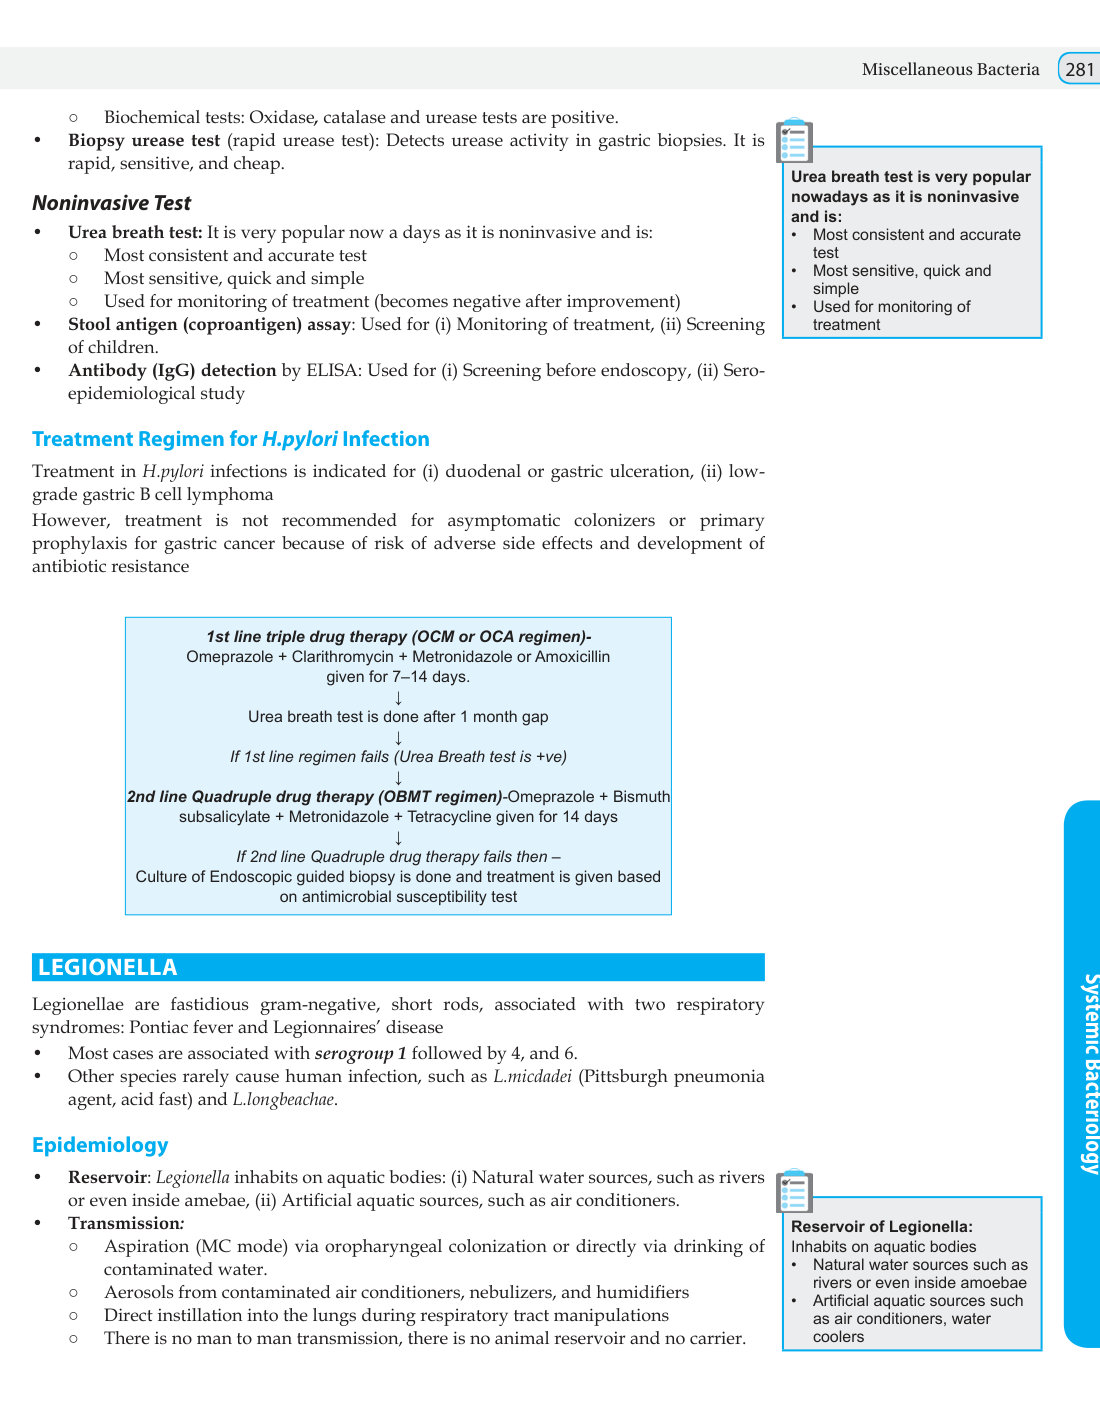 Miscellaneous Bacteria 281
○ Biochemical tests: Oxidase, catalase and urease tests are positive.
• Biopsy urease test (rapid urease test): Detects urease activity in gastric biopsies. It is
rapid, sensitive, and cheap.
Noninvasive Test
• Urea breath test: It is very popular now a days as it is noninvasive and is:
○ Most consistent and accurate test
○ Most sensitive, quick and simple
○ Used for monitoring of treatment (becomes negative after improvement)
• Stool antigen (coproantigen) assay: Used for (i) Monitoring of treatment, (ii) Screening
of children.
• Antibody (IgG) detection by ELISA: Used for (i) Screening before endoscopy, (ii) Sero-
epidemiological study
Urea breath test is very popular
nowadays as it is noninvasive
and is:
• Most consistent and accurate
test
• Most sensitive, quick and
simple
• Used for monitoring of
treatment
Treatment Regimen for H.pylori Infection
Treatment in H.pylori infections is indicated for (i) duodenal or gastric ulceration, (ii) low-
grade gastric B cell lymphoma
However, treatment is not recommended for asymptomatic colonizers or primary
prophylaxis for gastric cancer because of risk of adverse side effects and development of
antibiotic resistance
1st line triple drug therapy (OCM or OCA regimen)-
Omeprazole + Clarithromycin + Metronidazole or Amoxicillin
given for 7–14 days.
↓
Urea breath test is done after 1 month gap
↓
If 1st line regimen fails (Urea Breath test is +ve)
↓
2nd line Quadruple drug therapy (OBMT regimen)-Omeprazole + Bismuth
subsalicylate + Metronidazole + Tetracycline given for 14 days
↓
If 2nd line Quadruple drug therapy fails then –
Culture of Endoscopic guided biopsy is done and treatment is given based
on antimicrobial susceptibility test
LEGIONELLA
Legionellae are fastidious gram-negative, short rods, associated with two respiratory
syndromes: Pontiac fever and Legionnaires’ disease
• Most cases are associated with serogroup 1 followed by 4, and 6.
• Other species rarely cause human infection, such as L.micdadei (Pittsburgh pneumonia
agent, acid fast) and L.longbeachae.
Epidemiology
• Reservoir: Legionella inhabits on aquatic bodies: (i) Natural water sources, such as rivers
or even inside amebae, (ii) Artificial aquatic sources, such as air conditioners.
• Transmission:
○ Aspiration (MC mode) via oropharyngeal colonization or directly via drinking of
contaminated water.
○ Aerosols from contaminated air conditioners, nebulizers, and humidifiers
○ Direct instillation into the lungs during respiratory tract manipulations
○ There is no man to man transmission, there is no animal reservoir and no carrier.
Reservoir of Legionella:
Inhabits on aquatic bodies
• Natural water sources such as
rivers or even inside amoebae
• Artificial aquatic sources such
as air conditioners, water
coolers
Systemic Bacteriology